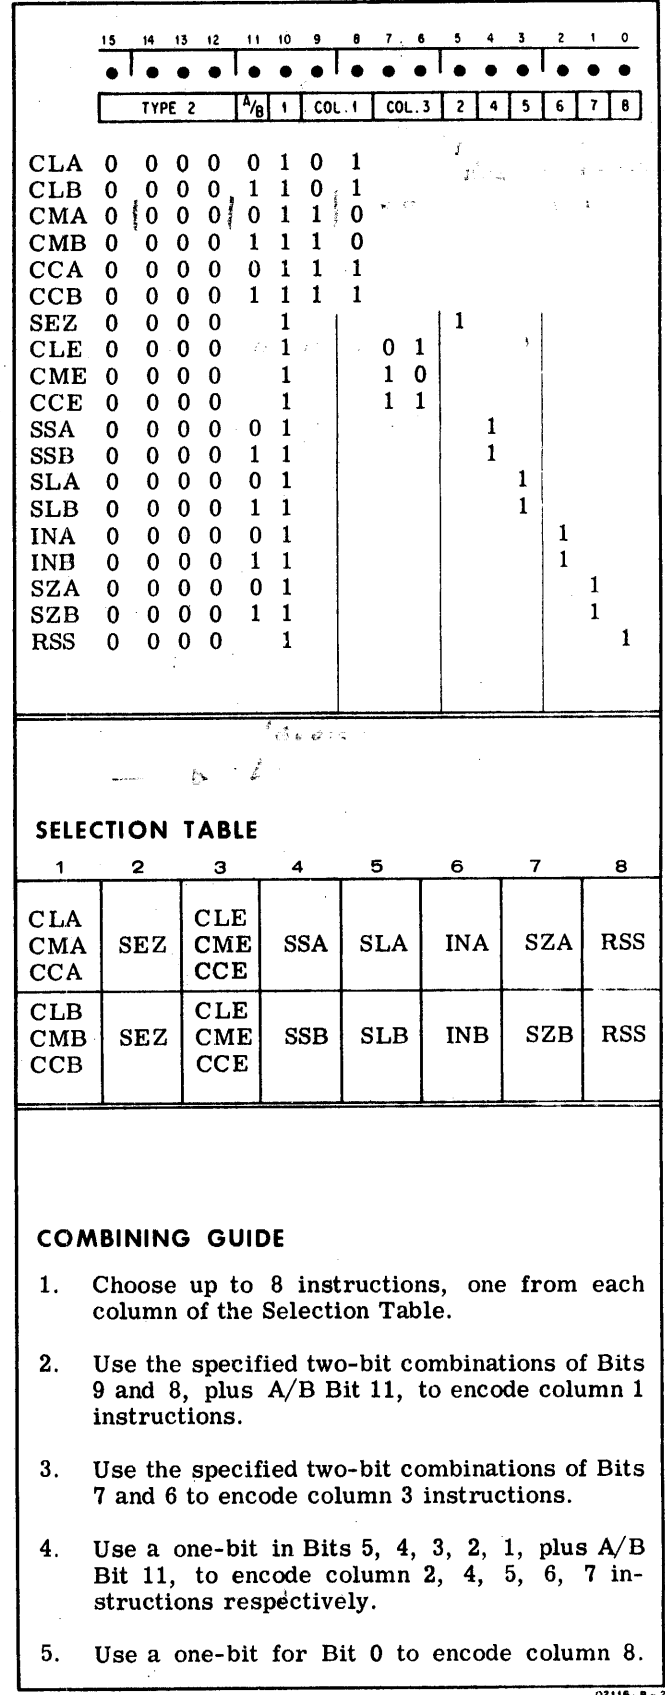 15 14 13 12 11 10 9 8 7 6 5 4 3 2 1 0
TYPE 2 A/B 1 COL.1 COL.3 2 4 5 6 7 8
CLA 0 0 0 0 0 1 0 1
CLB 0 0 0 0 1 1 0 1
CMA 0 0 0 0 0 1 1 0
CMB 0 0 0 0 1 1 1 0
CCA 0 0 0 0 0 1 1 1
CCB 0 0 0 0 1 1 1 1
SEZ 0 0 0 0 1 1
CLE 0 0 0 0 1 0 1
CME 0 0 0 0 1 1 0
CCE 0 0 0 0 1 1 1
SSA 0 0 0 0 0 1 1
SSB 0 0 0 0 1 1 1
SLA 0 0 0 0 0 1 1
SLB 0 0 0 0 1 1 1
INA 0 0 0 0 0 1 1
INB 0 0 0 0 1 1 1
SZA 0 0 0 0 0 1 1
SZB 0 0 0 0 1 1 1
RSS 0 0 0 0 1 1
SELECTION TABLE
1 2 3 4 5 6 7 8
CLA CLE
CMA SEZ CME SSA SLA INA SZA RSS
CCA CCE
CLB CLE
CMB SEZ CME SSB SLB INB SZB RSS
CCB CCE
COMBINING GUIDE
1. Choose up to 8 instructions, one from each
column of the Selection Table.
2. Use the specified two-bit combinations of Bits
9 and 8, plus A/B Bit 11, to encode column 1
instructions.
3. Use the specified two-bit combinations of Bits
7 and 6 to encode column 3 instructions.
4. Use a one-bit in Bits 5, 4, 3, 2, 1, plus A/B
Bit 11, to encode column 2, 4, 5, 6, 7 in-
structions respectively.
5. Use a one-bit for Bit 0 to encode column 8.